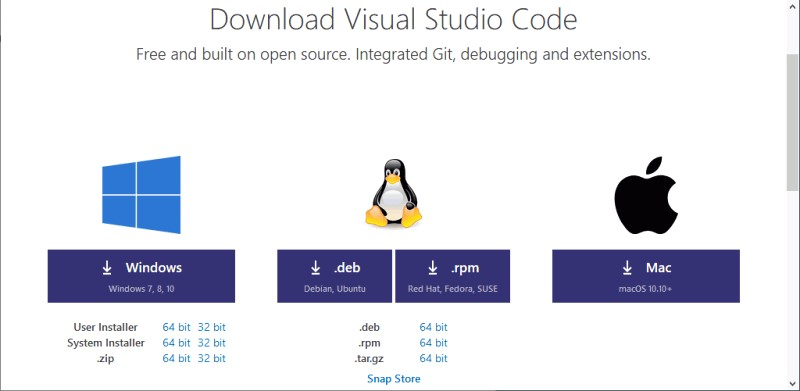 Download Visual Studio Code
Free and built on open source. Integrated Git, debugging and extensions.
Windows
Windows 7, 8, 10
.deb
Debian, Ubuntu
.rpm
Red Hat, Fedora, SUSE
Mac
macOS 10.10+
User Installer 64 bit 32 bit
System Installer 64 bit 32 bit
.zip 64 bit 32 bit
.deb 64 bit
.rpm 64 bit
.tar.gz 64 bit
Snap Store